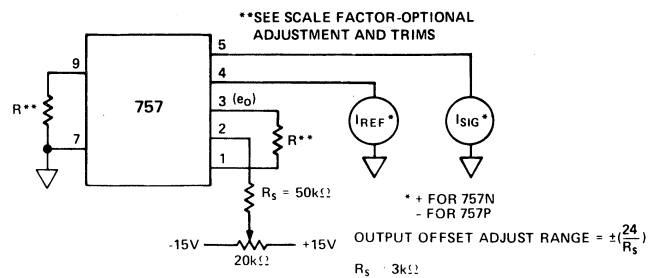 **SEE SCALE FACTOR-OPTIONAL
ADJUSTMENT AND TRIMS
5
9
4
757
3 (eo)
R**
IREF*
ISIG*
2
R**
7
1
RS = 50kΩ
* + FOR 757N
- FOR 757P
-15V
+15V
20kΩ
OUTPUT OFFSET ADJUST RANGE = ±(24/RS)
RS 3kΩ